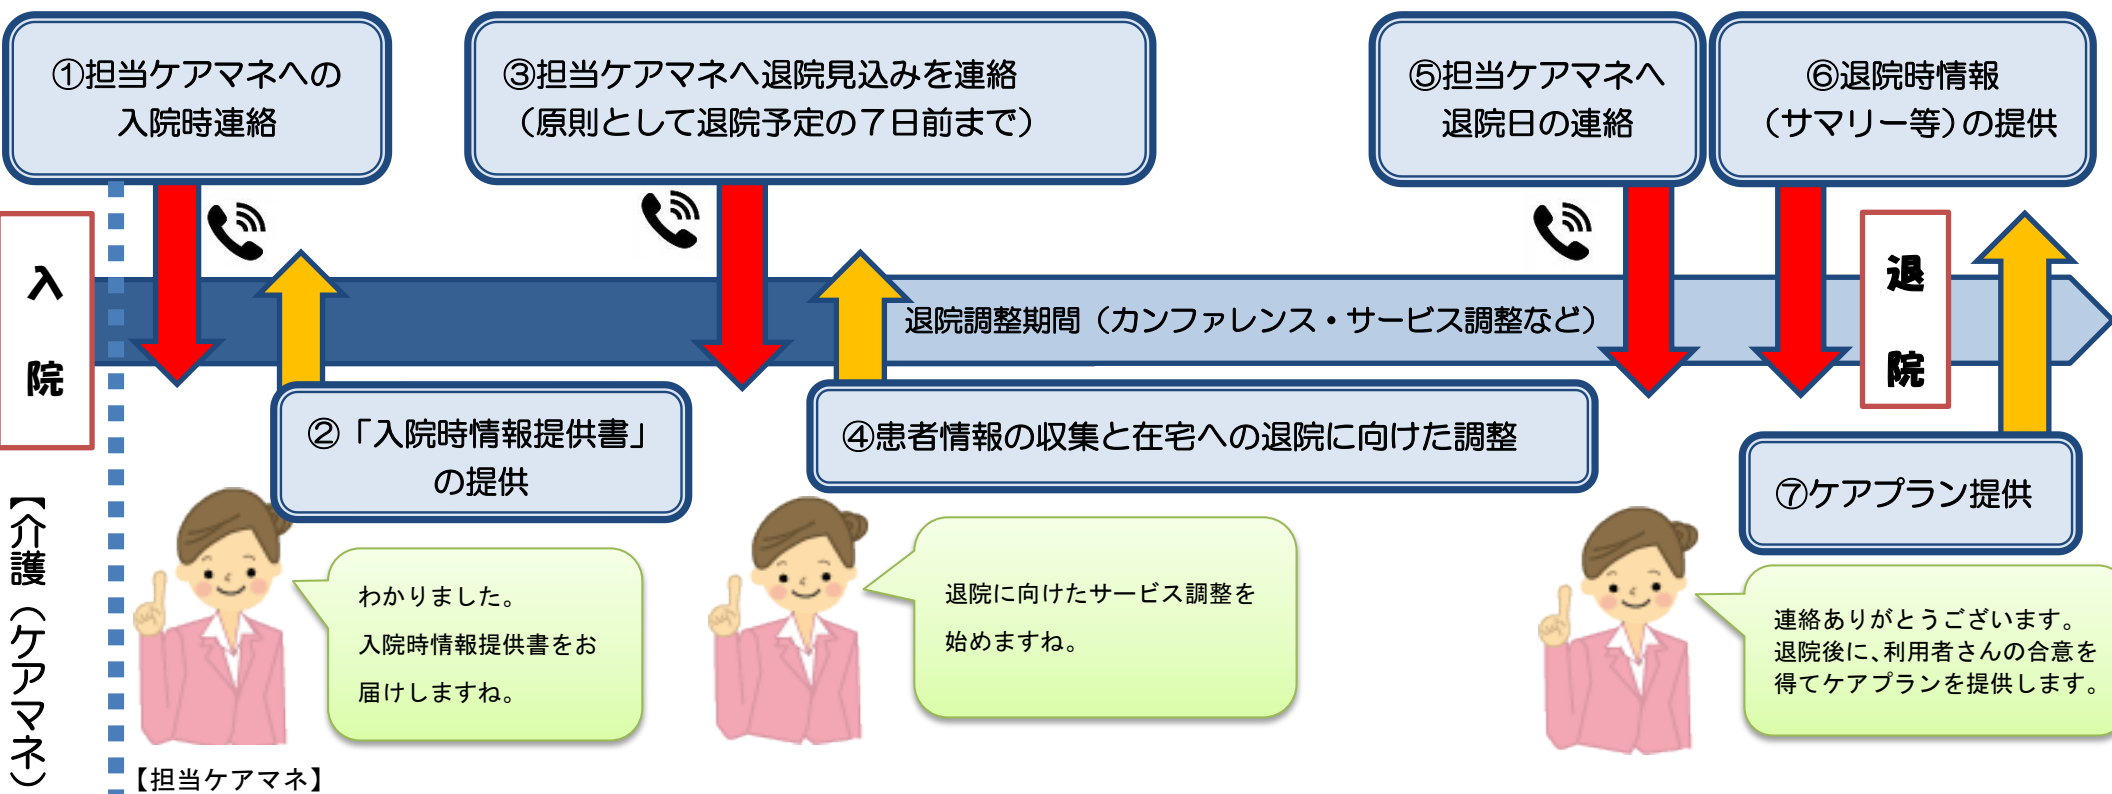 ①担当ケアマネへの
入院時連絡
③担当ケアマネへ退院見込みを連絡
（原則として退院予定の７日前まで）
⑤担当ケアマネへ
退院日の連絡
⑥退院時情報
（サマリー等）の提供
入院
退院調整期間（カンファレンス・サービス調整など）
退院
②「入院時情報提供書」
の提供
④患者情報の収集と在宅への退院に向けた調整
⑦ケアプラン提供
【介護（ケアマネ）
わかりました。
入院時情報提供書をお
届けしますね。
退院に向けたサービス調整を
始めますね。
連絡ありがとうございます。
退院後に、利用者さんの合意を
得てケアプランを提供します。
【担当ケアマネ】